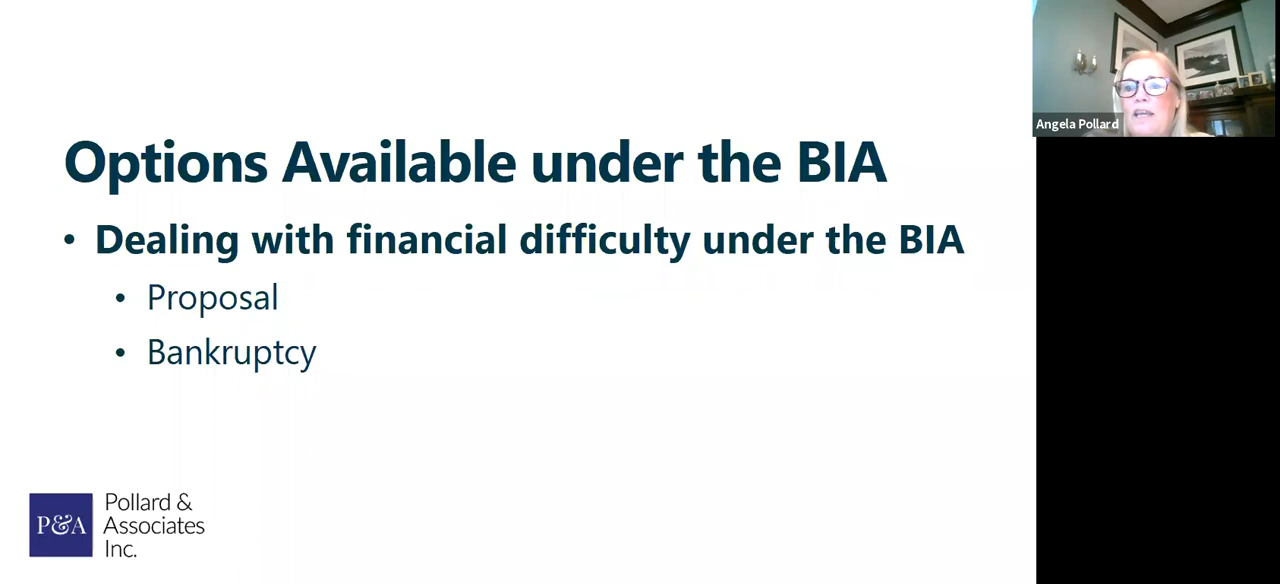 Options Available under the BIA
• Dealing with financial difficulty under the BIA
• Proposal
• Bankruptcy
P&A
Pollard &
Associates
Inc.
Angela Pollard